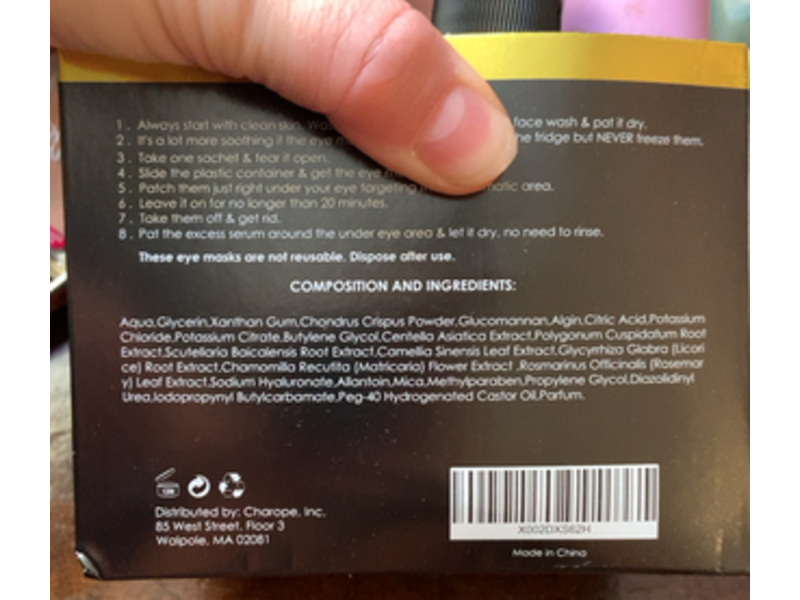 1. Always start with clean skin. face wash & pat it dry.
2. It's a lot more soothing if the eye the fridge but NEVER freeze them.
3. Take one sachet & tear it open.
4. Slide the plastic container & get the eye
5. Patch them just right under your eye targeting area.
6. Leave it on for no longer than 20 minutes.
7. Take them off & get rid.
8. Pat the excess serum around the under eye area & let it dry, no need to rinse.
These eye masks are not reusable. Dispose after use.
COMPOSITION AND INGREDIENTS:
Aqua,Glycerin,Xanthan Gum,Chondrus Crispus Powder,Glucomannan,Algin,Citric Acid,Potassium
Chloride,Potassium Citrate,Butylene Glycol,Centella Asiatica Extract,Polygonum Cuspidatum Root
Extract,Scutellaria Baicalensis Root Extract,Camellia Sinensis Leaf Extract,Glycyrrhiza Glabra (Licori
ce) Root Extract,Chamomilla Recutita (Matricaria) Flower Extract ,Rosmarinus Officinalis (Rosemar
y) Leaf Extract,Sodium Hyaluronate,Allantoin,Mica,Methylparaben,Propylene Glycol,Diazolidinyl
Urea,Iodopropynyl Butylcarbamate,Peg-40 Hydrogenated Castor Oil,Parfum.
Distributed by: Charope, Inc.
85 West Street, Floor 3
Walpole, MA 02081
X002DXS62H
Made in China